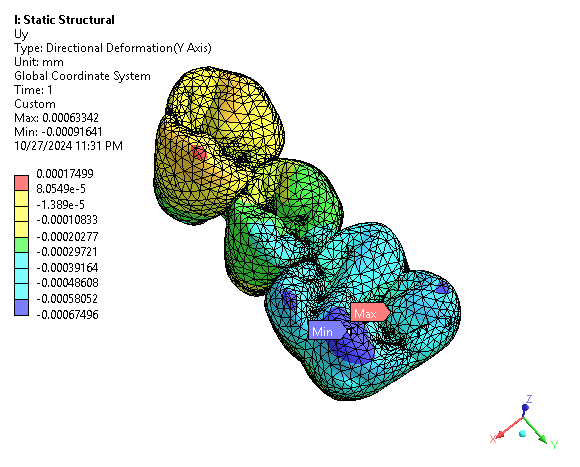 I: Static Structural
Uy
Type: Directional Deformation(Y Axis)
Unit: mm
Global Coordinate System
Time: 1
Custom
Max: 0.00063342
Min: -0.00091641
10/27/2024 11:31 PM
0.00017499
8.0549e-5
-1.389e-5
-0.00010833
-0.00020277
-0.00029721
-0.00039164
-0.00048608
-0.00058052
-0.00067496
Max
Min
Z
X
Y